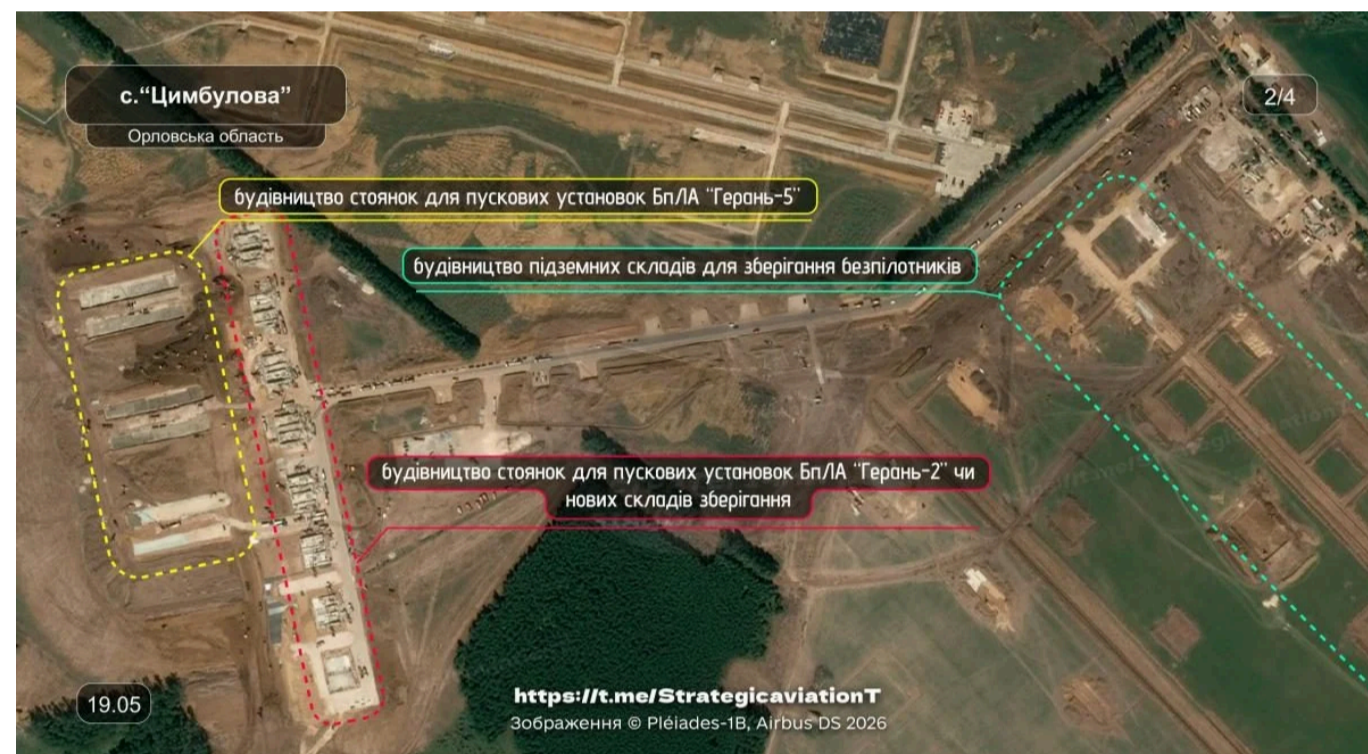 с.“Цимбулова”
Орловська область
2/4
будівництво стоянок для пускових установок БпЛА "Герань-5"
будівництво підземних складів для зберігання безпілотників
будівництво стоянок для пускових установок БпЛА "Герань-2" чи
нових складів зберігання
19.05
https://t.me/StrategicaviationT
Зображення © Pléiades-1B, Airbus DS 2026